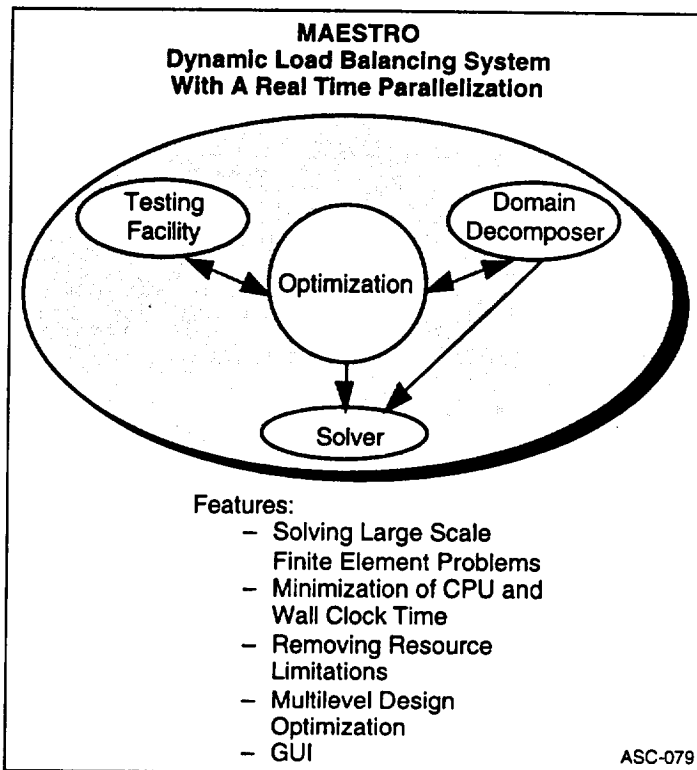 MAESTRO
Dynamic Load Balancing System
With A Real Time Parallelization
Testing
Facility
Domain
Decomposer
Optimization
Solver
Features:
– Solving Large Scale
Finite Element Problems
– Minimization of CPU and
Wall Clock Time
– Removing Resource
Limitations
– Multilevel Design
Optimization
– GUI
ASC-079